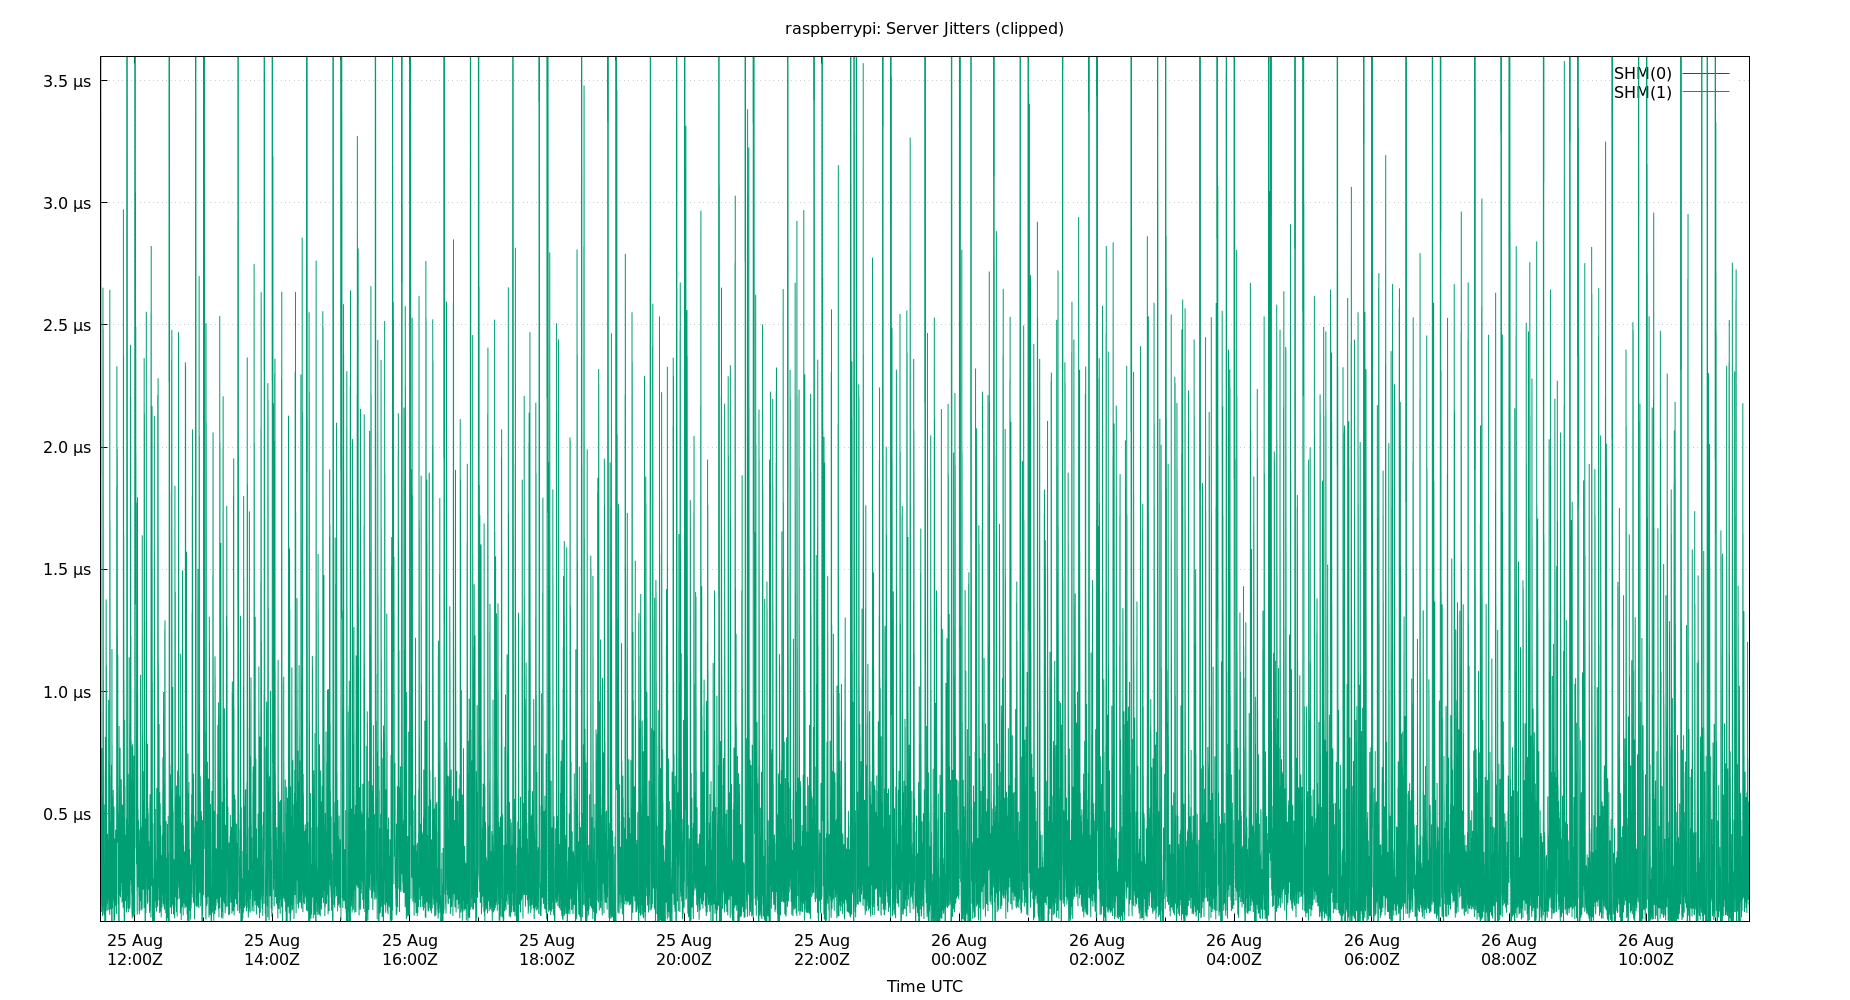 raspberrypi: Server Jitters (clipped)
SHM(0)
SHM(1)
3.5 µs
3.0 µs
2.5 µs
2.0 µs
1.5 µs
1.0 µs
0.5 µs
25 Aug 25 Aug 25 Aug 25 Aug 25 Aug 25 Aug 26 Aug 26 Aug 26 Aug 26 Aug 26 Aug 26 Aug
12:00Z 14:00Z 16:00Z 18:00Z 20:00Z 22:00Z 00:00Z 02:00Z 04:00Z 06:00Z 08:00Z 10:00Z
Time UTC